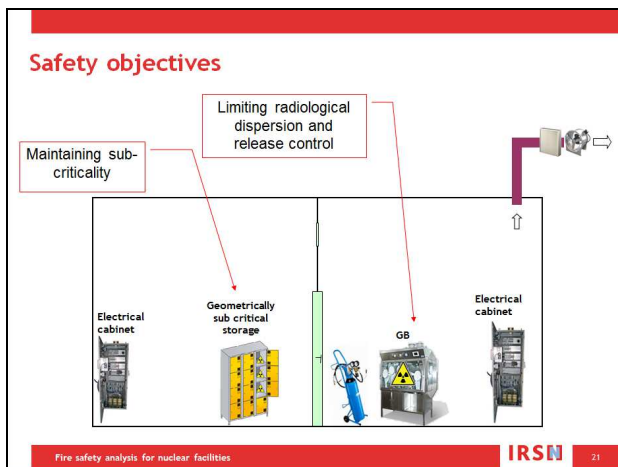 Safety objectives
Limiting radiological
dispersion and
release control
Maintaining sub-
criticality
Electrical
cabinet
Geometrically
sub critical
storage
GB
Electrical
cabinet
Fire safety analysis for nuclear facilities
IRSN
21